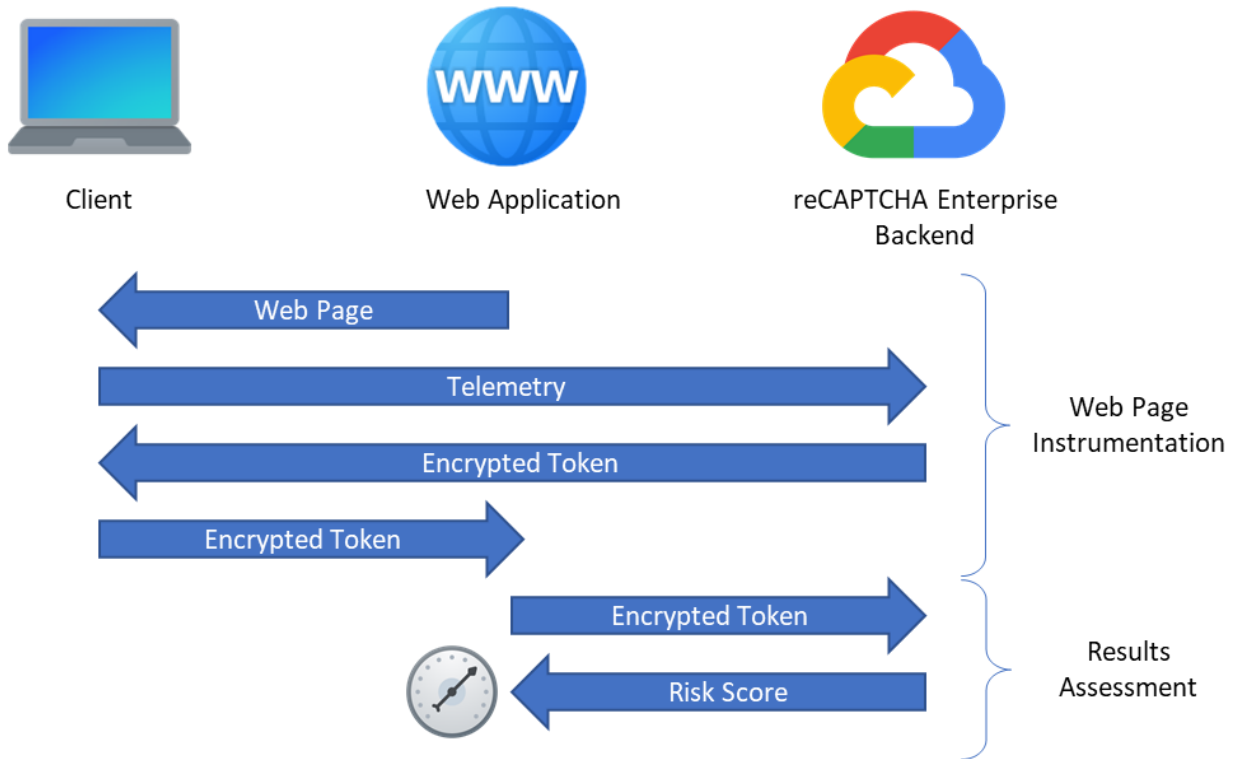 WWW
Client
Web Application
reCAPTCHA Enterprise
Backend
Web Page
Telemetry
Encrypted Token
Encrypted Token
Web Page
Instrumentation
Encrypted Token
Risk Score
Results
Assessment